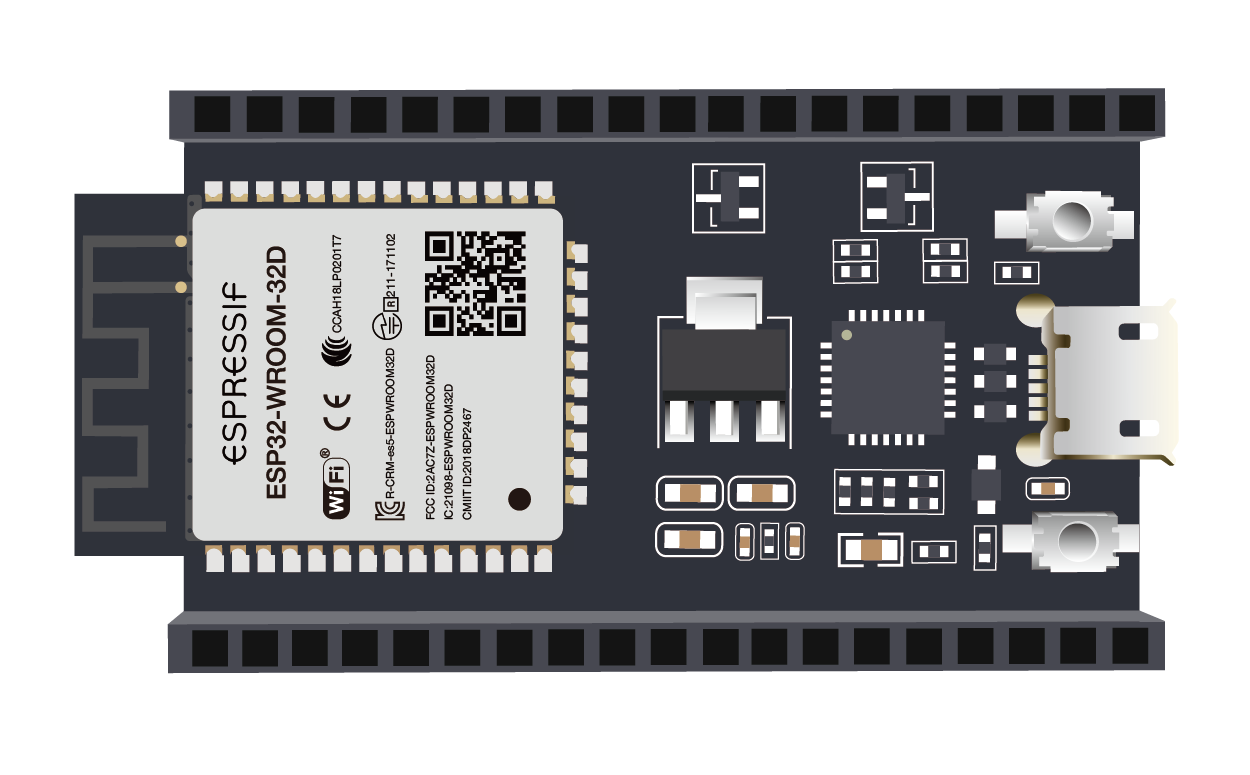 ESPRESSIF
ESP32-WROOM-32D
WiFi®
CE
CCAH18LP0201T7
R-CRM-es5-ESPWROOM32D
R 211-171102
FCC ID:2AC7Z-ESPWROOM32D
IC:21098-ESPWROOM32D
CMIIT ID:2018DP2467